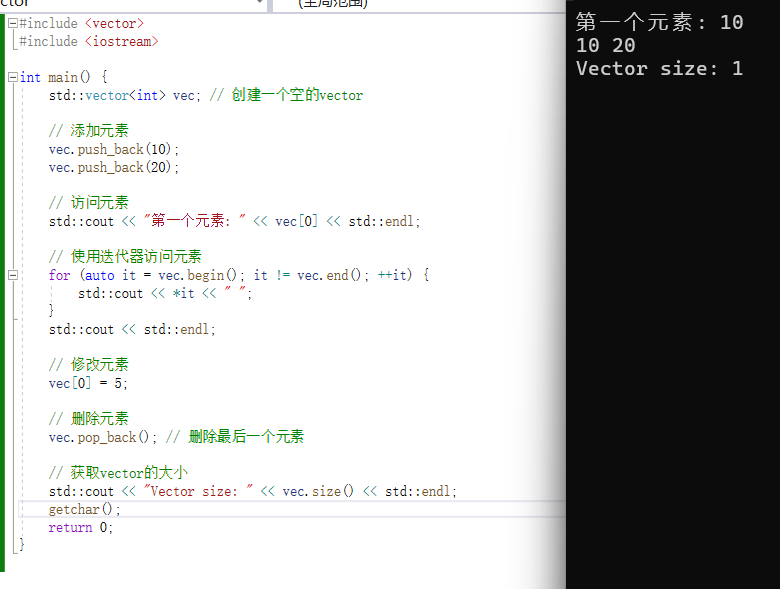 (全局范围)
#include <vector>
#include <iostream>
int main() {
std::vector<int> vec; // 创建一个空的vector
// 添加元素
vec.push_back(10);
vec.push_back(20);
// 访问元素
std::cout << "第一个元素: " << vec[0] << std::endl;
// 使用迭代器访问元素
for (auto it = vec.begin(); it != vec.end(); ++it) {
std::cout << *it << " ";
}
std::cout << std::endl;
// 修改元素
vec[0] = 5;
// 删除元素
vec.pop_back(); // 删除最后一个元素
// 获取vector的大小
std::cout << "Vector size: " << vec.size() << std::endl;
getchar();
return 0;
}
第一个元素: 10
10 20
Vector size: 1